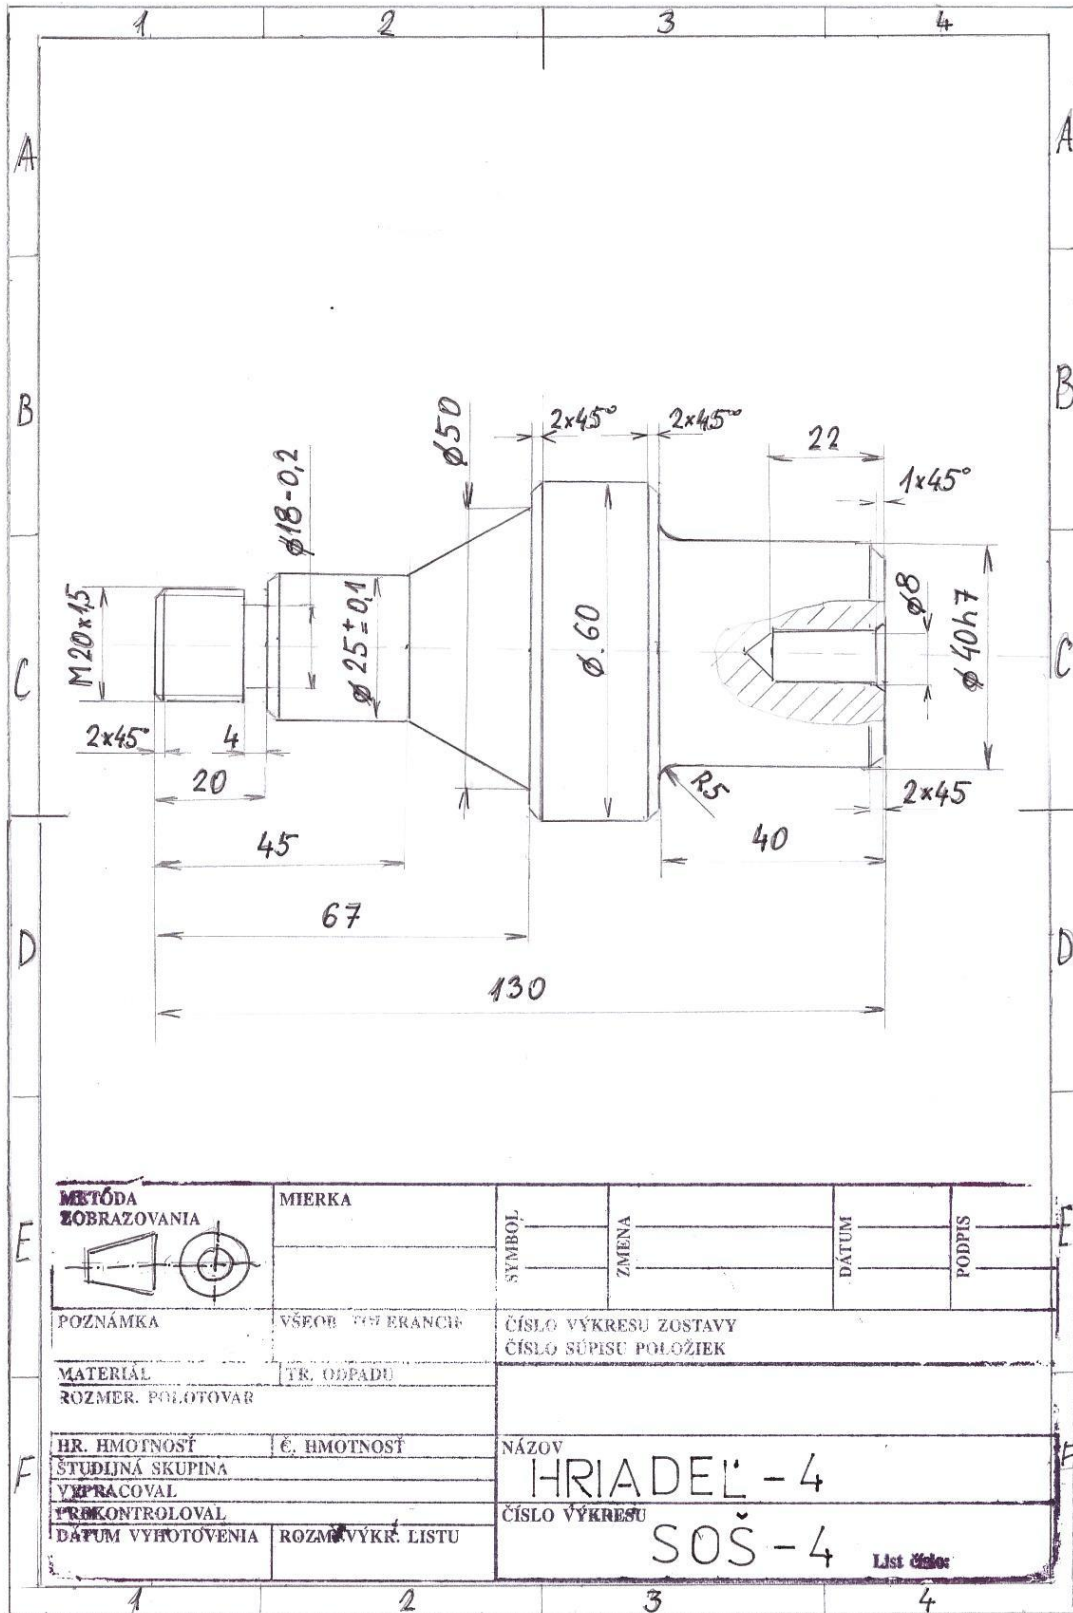 1 2 3 4
A A
B B
C C
D D
E E
F F
ø50
2x45°
2x45°
22
1x45°
ø18-0,2
M20x1,5
ø25±0,1
ø60
ø8
ø40h7
2x45°
4
20
R5
2x45
45
40
67
130
METÓDA
ZOBRAZOVANIA
MIERKA
SYMBOL
ZMENA
DÁTUM
PODPIS
POZNÁMKA
VŠEOB. TOLERANCIE
ČÍSLO VÝKRESU ZOSTAVY
ČÍSLO SÚPISU POLOŽIEK
MATERIÁL
TR. ODPADU
ROZMER. POLOTOVAR
HR. HMOTNOSŤ
Č. HMOTNOSŤ
NÁZOV
HRIADEĽ - 4
ŠTUDIJNÁ SKUPINA
VYPRACOVAL
PREKONTROLOVAL
ČÍSLO VÝKRESU
SOŠ - 4
DÁTUM VYHOTOVENIA
ROZM. VÝKR. LISTU
List číslo:
1 2 3 4